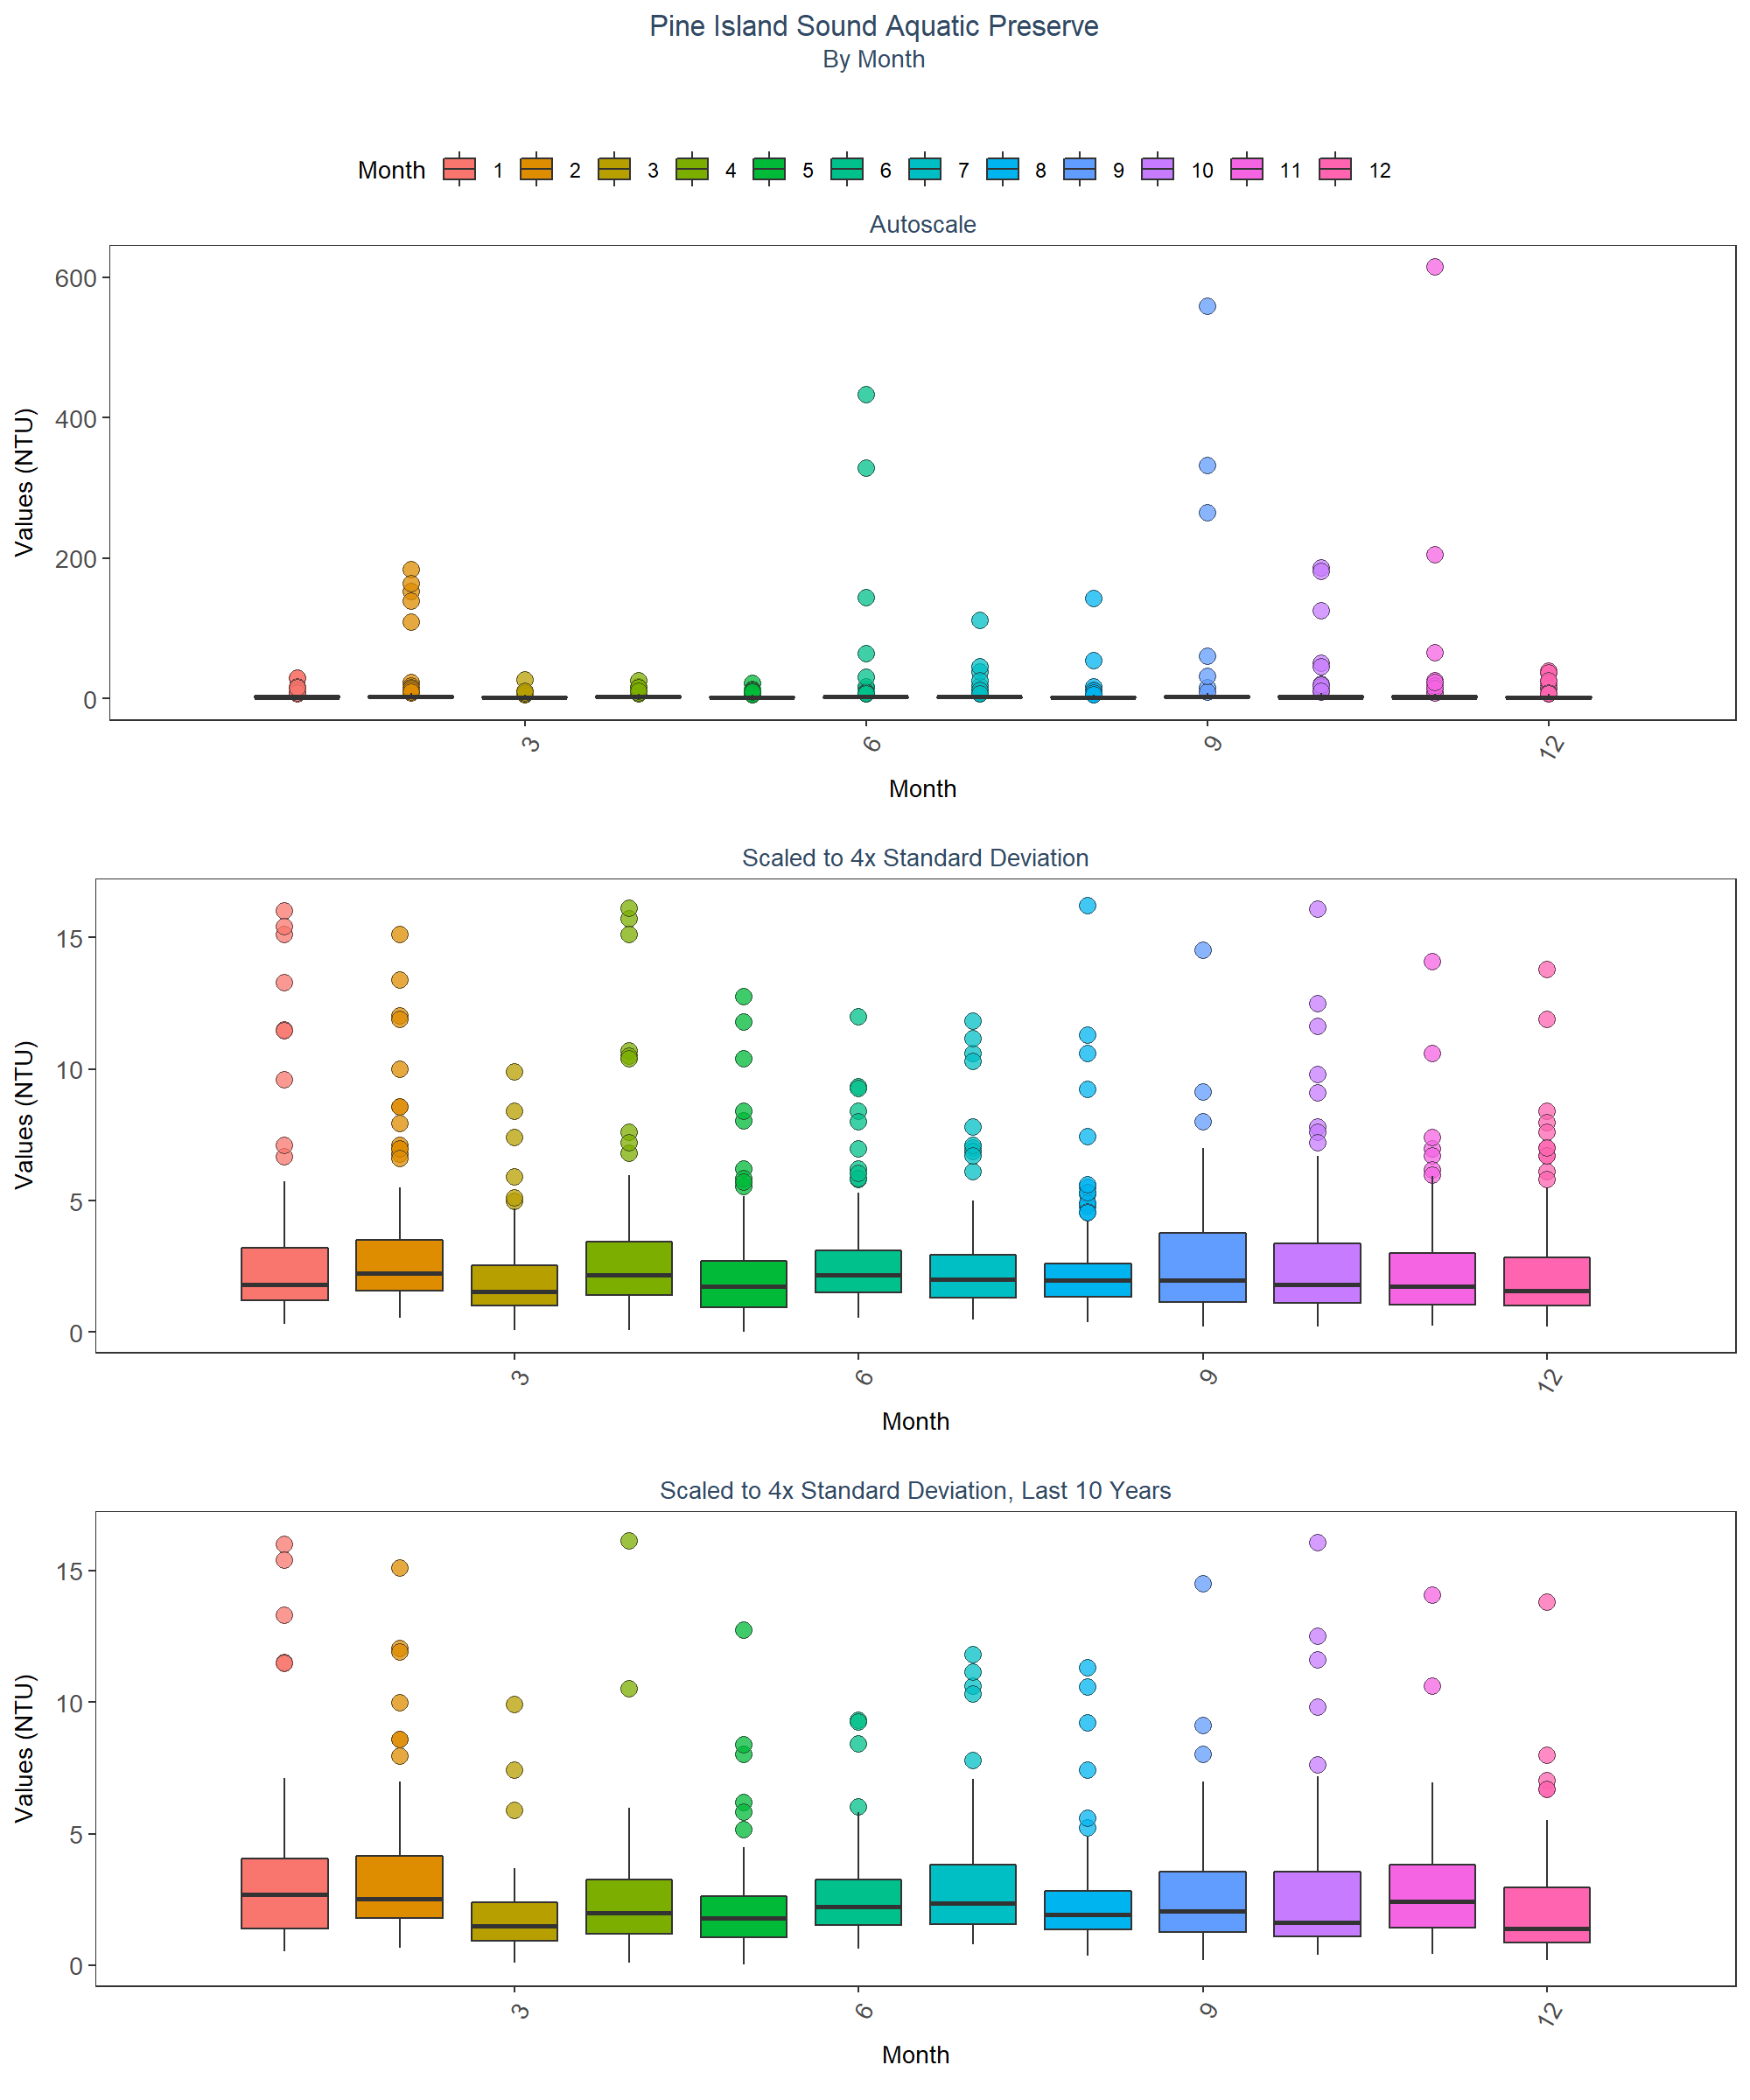 Pine Island Sound Aquatic Preserve
By Month
Month 1 2 3 4 5 6 7 8 9 10 11 12
Autoscale
Values (NTU)
600
400
200
0
3 6 9 12
Month
Scaled to 4x Standard Deviation
Values (NTU)
15
10
5
0
3 6 9 12
Month
Scaled to 4x Standard Deviation, Last 10 Years
Values (NTU)
15
10
5
0
3 6 9 12
Month